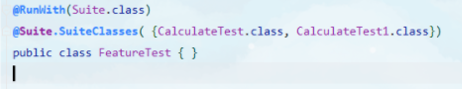 @RunWith(Suite.class)
@Suite.SuiteClasses( {CalculateTest.class, CalculateTest1.class})
public class FeatureTest { }